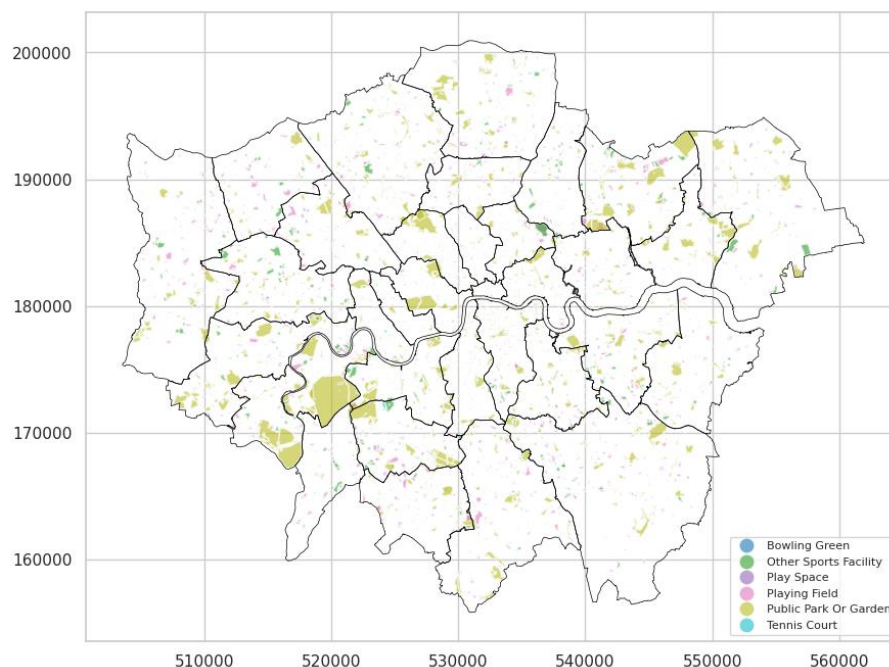 200000
190000
180000
170000
160000
510000 520000 530000 540000 550000 560000
Bowling Green
Other Sports Facility
Play Space
Playing Field
Public Park Or Garden
Tennis Court